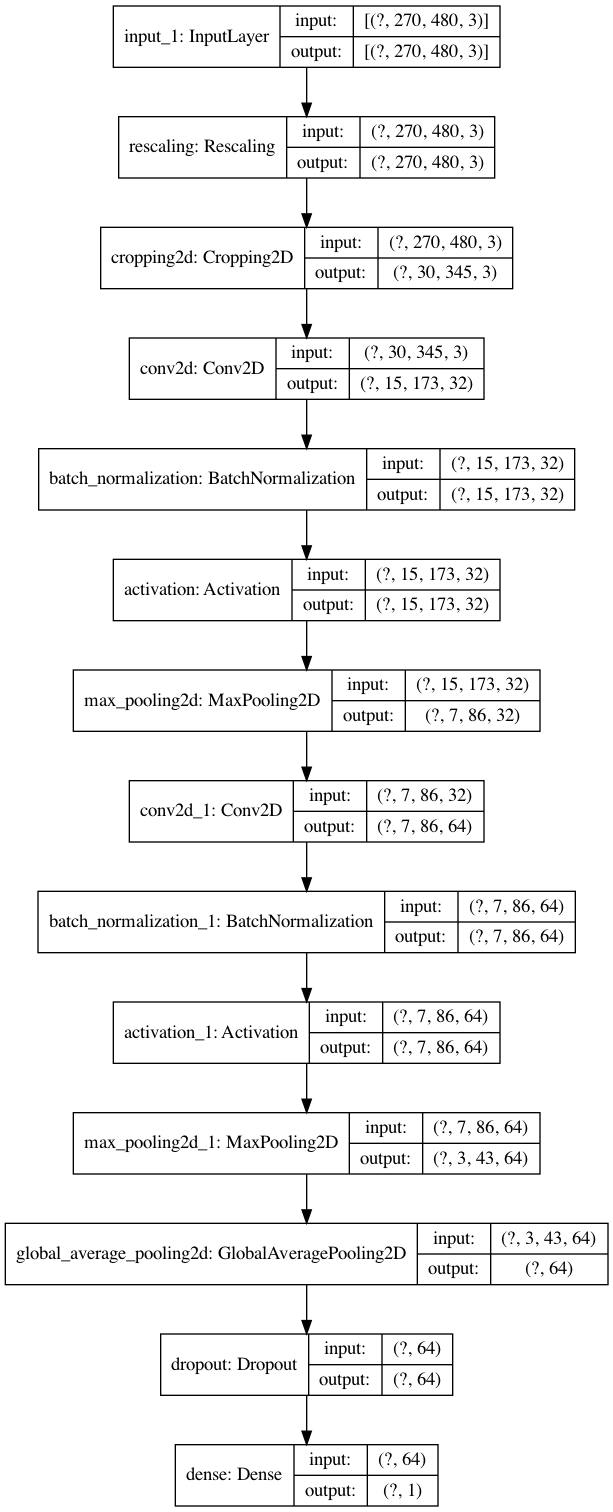 input_1: InputLayer
input:
[(?, 270, 480, 3)]
output:
[(?, 270, 480, 3)]
rescaling: Rescaling
input:
(?, 270, 480, 3)
output:
(?, 270, 480, 3)
cropping2d: Cropping2D
input:
(?, 270, 480, 3)
output:
(?, 30, 345, 3)
conv2d: Conv2D
input:
(?, 30, 345, 3)
output:
(?, 15, 173, 32)
batch_normalization: BatchNormalization
input:
(?, 15, 173, 32)
output:
(?, 15, 173, 32)
activation: Activation
input:
(?, 15, 173, 32)
output:
(?, 15, 173, 32)
max_pooling2d: MaxPooling2D
input:
(?, 15, 173, 32)
output:
(?, 7, 86, 32)
conv2d_1: Conv2D
input:
(?, 7, 86, 32)
output:
(?, 7, 86, 64)
batch_normalization_1: BatchNormalization
input:
(?, 7, 86, 64)
output:
(?, 7, 86, 64)
activation_1: Activation
input:
(?, 7, 86, 64)
output:
(?, 7, 86, 64)
max_pooling2d_1: MaxPooling2D
input:
(?, 7, 86, 64)
output:
(?, 3, 43, 64)
global_average_pooling2d: GlobalAveragePooling2D
input:
(?, 3, 43, 64)
output:
(?, 64)
dropout: Dropout
input:
(?, 64)
output:
(?, 64)
dense: Dense
input:
(?, 64)
output:
(?, 1)